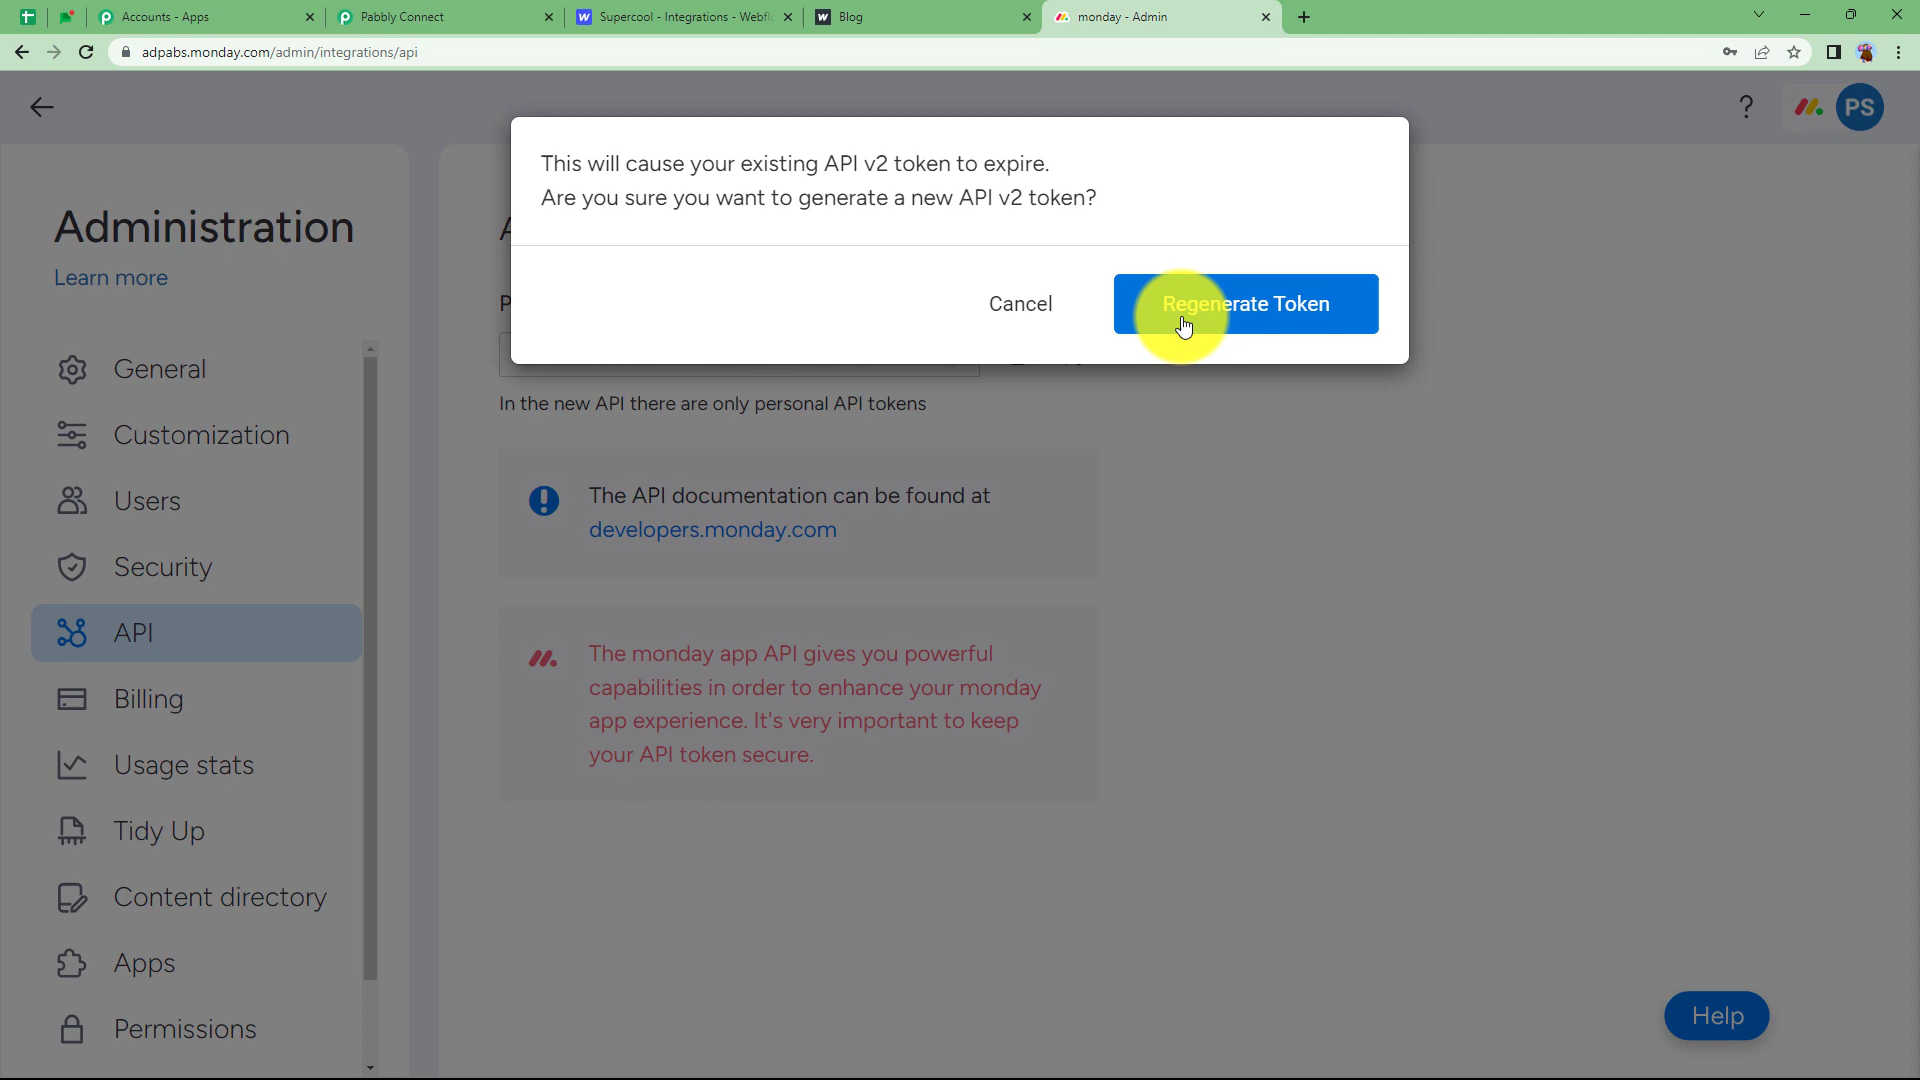 Accounts - Apps
Pabbly Connect
Supercool - Integrations - Webfl
Blog
monday - Admin
adpabs.monday.com/admin/integrations/api
PS
This will cause your existing API v2 token to expire.
Are you sure you want to generate a new API v2 token?
Cancel
Regenerate Token
Administration
Learn more
General
Customization
Users
Security
API
Billing
Usage stats
Tidy Up
Content directory
Apps
Permissions
In the new API there are only personal API tokens
The API documentation can be found at
developers.monday.com
The monday app API gives you powerful
capabilities in order to enhance your monday
app experience. It's very important to keep
your API token secure.
Help